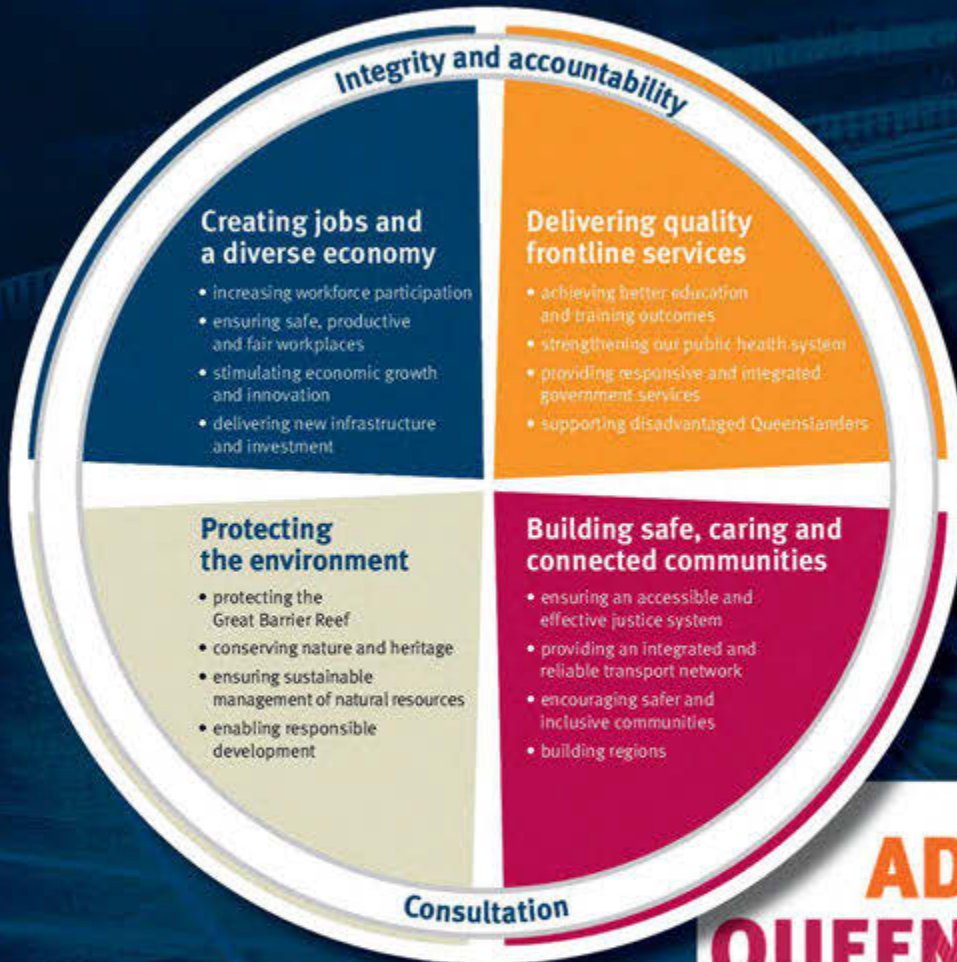 Integrity and accountability
Creating jobs and
a diverse economy
• increasing workforce participation
• ensuring safe, productive
and fair workplaces
• stimulating economic growth
and innovation
• delivering new infrastructure
and investment
Delivering quality
frontline services
• achieving better education
and training outcomes
• strengthening our public health system
• providing responsive and integrated
government services
• supporting disadvantaged Queenslanders
Protecting
the environment
• protecting the
Great Barrier Reef
• conserving nature and heritage
• ensuring sustainable
management of natural resources
• enabling responsible
development
Building safe, caring and
connected communities
• ensuring an accessible and
effective justice system
• providing an integrated and
reliable transport network
• encouraging safer and
inclusive communities
• building regions
Consultation
AD
QUEEN